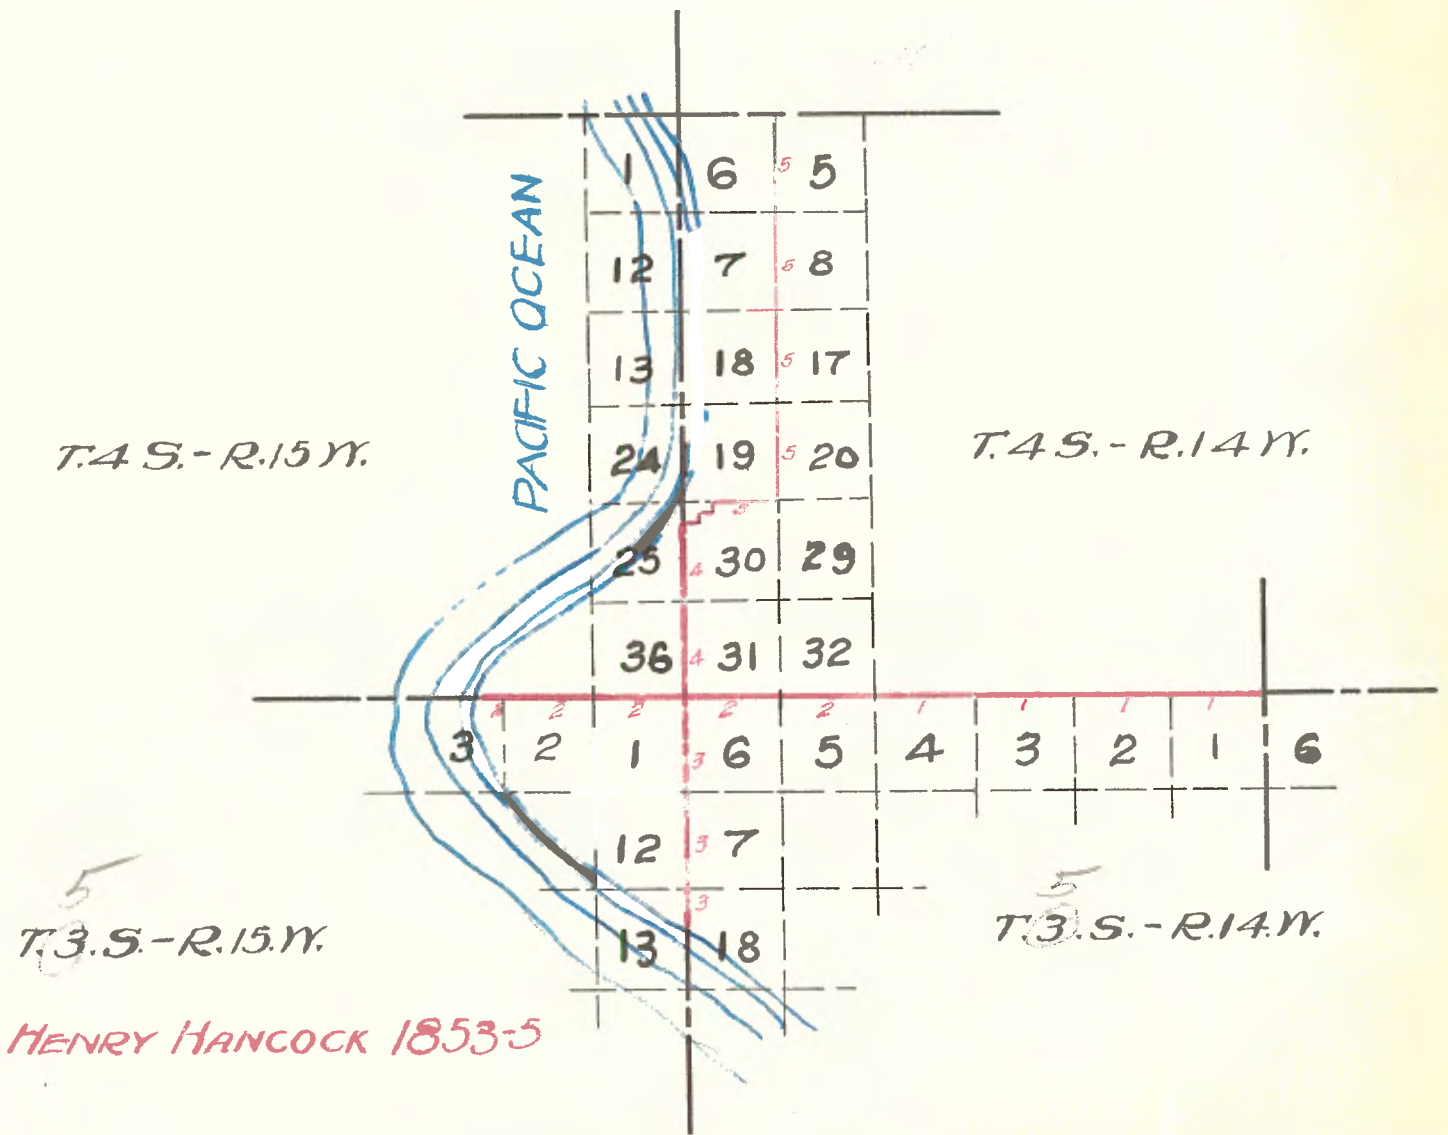 1 6 5 5
12 7 5 8
13 18 5 17
PACIFIC OCEAN
T.4 S.-R.15 W.
24 19 5 20
T.4 S.-R.14 W.
5
25 4 30 29
36 4 31 32
2 2 2 2 2 1 1 1 1
3 2 1 3 6 5 4 3 2 1 6
12 3 7
5
5
3
T.3.S.-R.15.W.
13 18
T.3.S.-R.14.W.
HENRY HANCOCK 1853-5